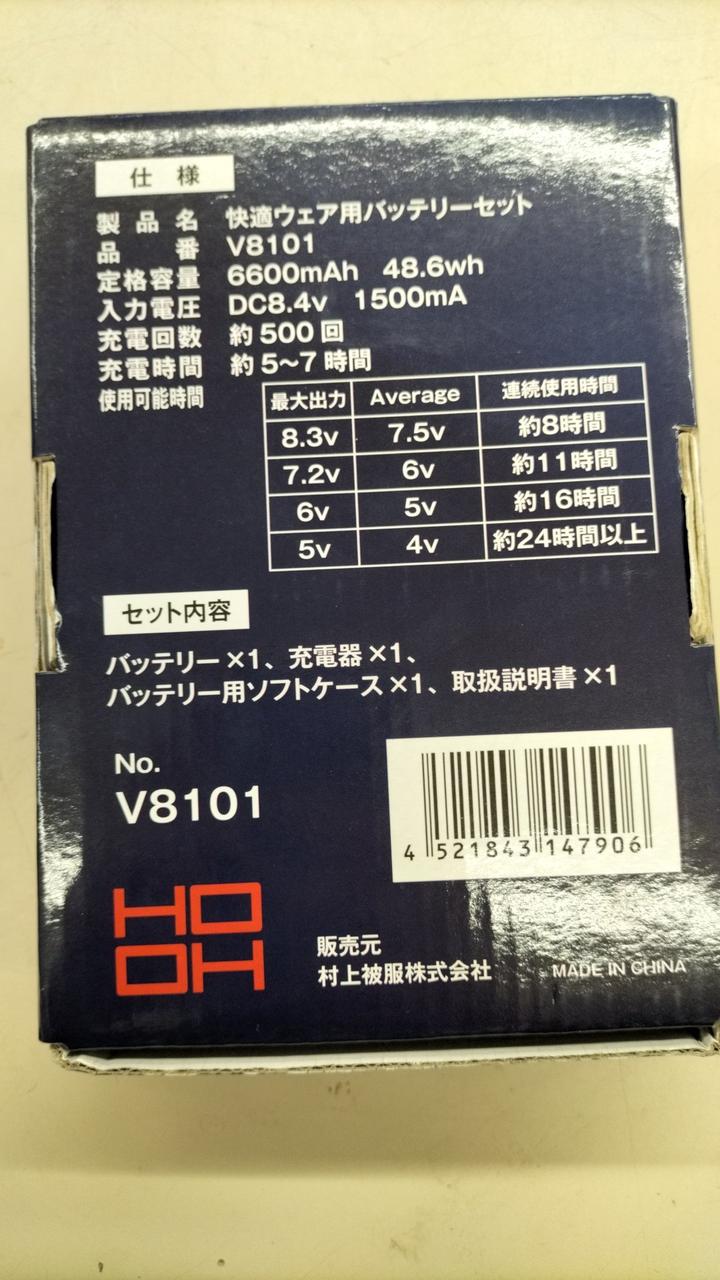 仕様
製品名 快適ウェア用バッテリーセット
品番 V8101
定格容量 6600mAh 48.6wh
入力電圧 DC8.4v 1500mA
充電回数 約500回
充電時間 約5〜7時間
使用可能時間
最大出力 Average 連続使用時間
8.3v 7.5v 約8時間
7.2v 6v 約11時間
6v 5v 約16時間
5v 4v 約24時間以上
セット内容
バッテリー×1、充電器×1、
バッテリー用ソフトケース×1、取扱説明書×1
No.
V8101
4 521843 147906
HO
OH
販売元
村上被服株式会社
MADE IN CHINA